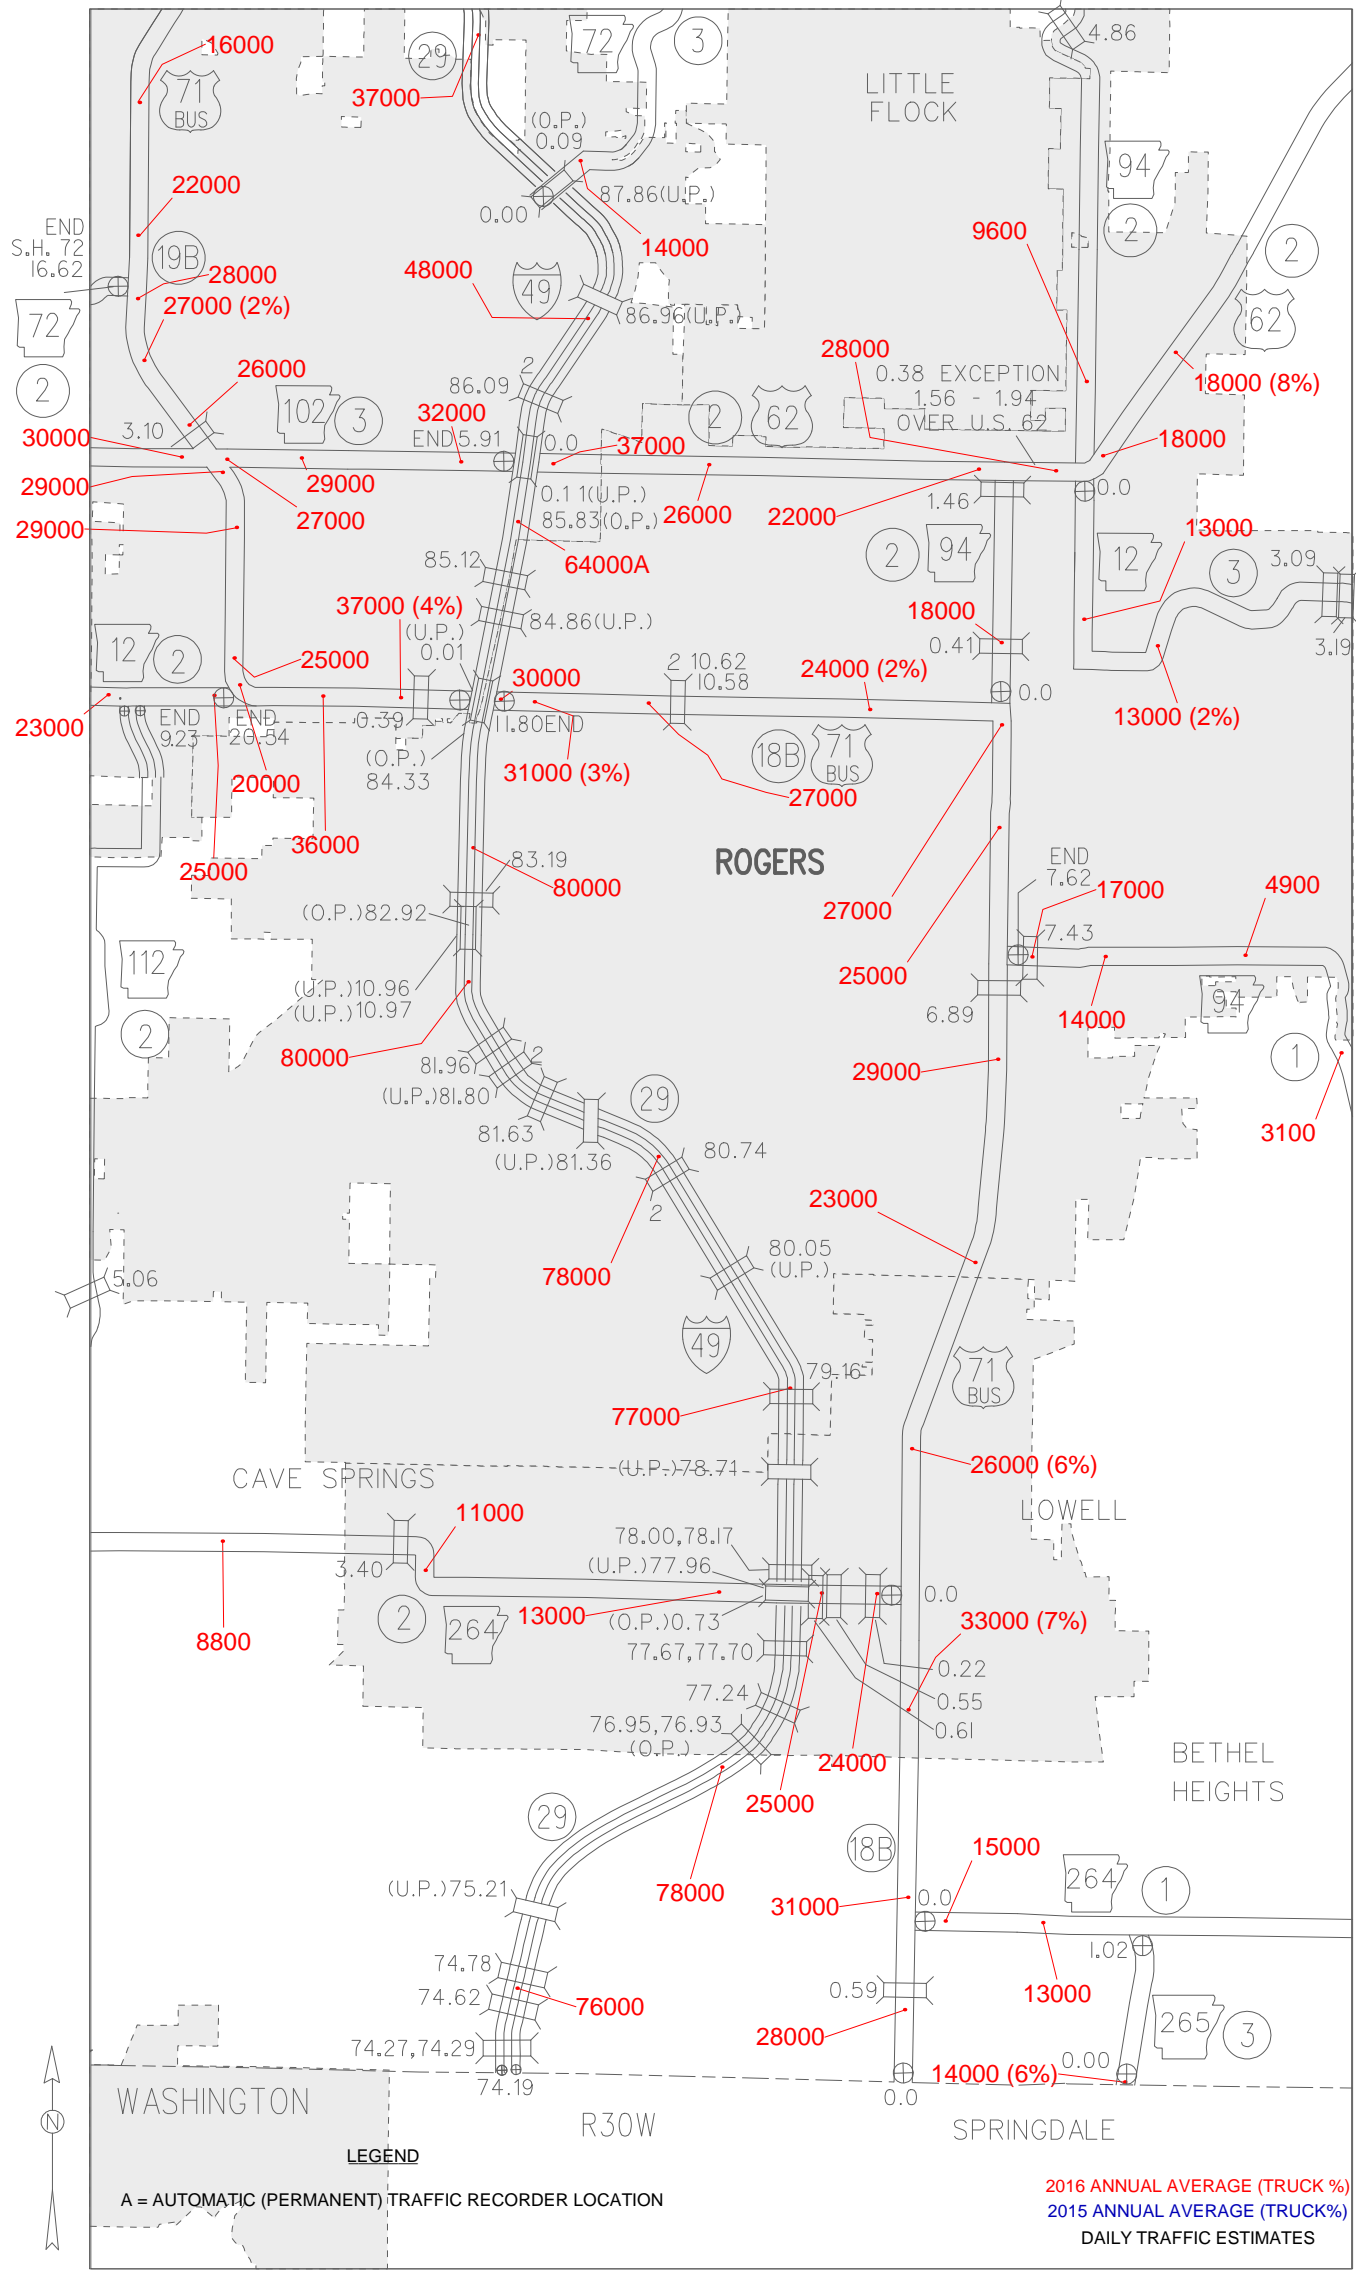 16000
71
BUS
29
37000
72
3
4.86
LITTLE
FLOCK
(O.P.)
0.09
94
2
22000
87.86(U.P.)
0.00
14000
9600
2
END
S.H. 72
16.62
19B
28000
27000 (2%)
48000
49
86.96(U.P.)
62
72
2
26000
102
3
2
86.09
32000
END 5.91
0.0
37000
2
62
28000
0.38 EXCEPTION
1.56 - 1.94
OVER U.S. 62
18000 (8%)
18000
3.10
30000
29000
29000
29000
27000
0.11(U.P.)
85.83(O.P.)
26000
22000
1.46
0.0
64000A
85.12
2
94
12
13000
3
3.09
3.19
37000 (4%)
(U.P.)
0.01
84.86(U.P.)
18000
0.41
12
2
25000
30000
2 10.62
10.58
24000 (2%)
0.0
13000 (2%)
23000
END
9.23
END
20.54
0.39
11.80END
(O.P.)
84.33
31000 (3%)
18B
71
BUS
27000
20000
25000
36000
83.19
80000
ROGERS
27000
END
7.62
17000
4900
(O.P.)82.92
7.43
112
2
(U.P.)10.96
(U.P.)10.97
25000
6.89
14000
94
1
80000
81.96
2
(U.P.)81.80
29
29000
3100
81.63
(U.P.)81.36
80.74
2
23000
80.05
(U.P.)
5.06
78000
49
79.16
71
BUS
77000
26000 (6%)
(U.P.)78.71
CAVE SPRINGS
LOWELL
11000
78.00,78.17
(U.P.)77.96
3.40
2
264
13000
(O.P.)0.73
0.0
33000 (7%)
8800
77.67,77.70
0.22
77.24
0.55
0.61
76.95,76.93
(O.P.)
24000
25000
BETHEL
HEIGHTS
29
18B
15000
264
1
(U.P.)75.21
78000
31000
0.0
1.02
74.78
74.62
76000
0.59
13000
28000
265
3
74.27,74.29
74.19
14000 (6%)
0.00
0.0
WASHINGTON
R30W
SPRINGDALE
N
LEGEND
A = AUTOMATIC (PERMANENT) TRAFFIC RECORDER LOCATION
2016 ANNUAL AVERAGE (TRUCK %)
2015 ANNUAL AVERAGE (TRUCK%)
DAILY TRAFFIC ESTIMATES